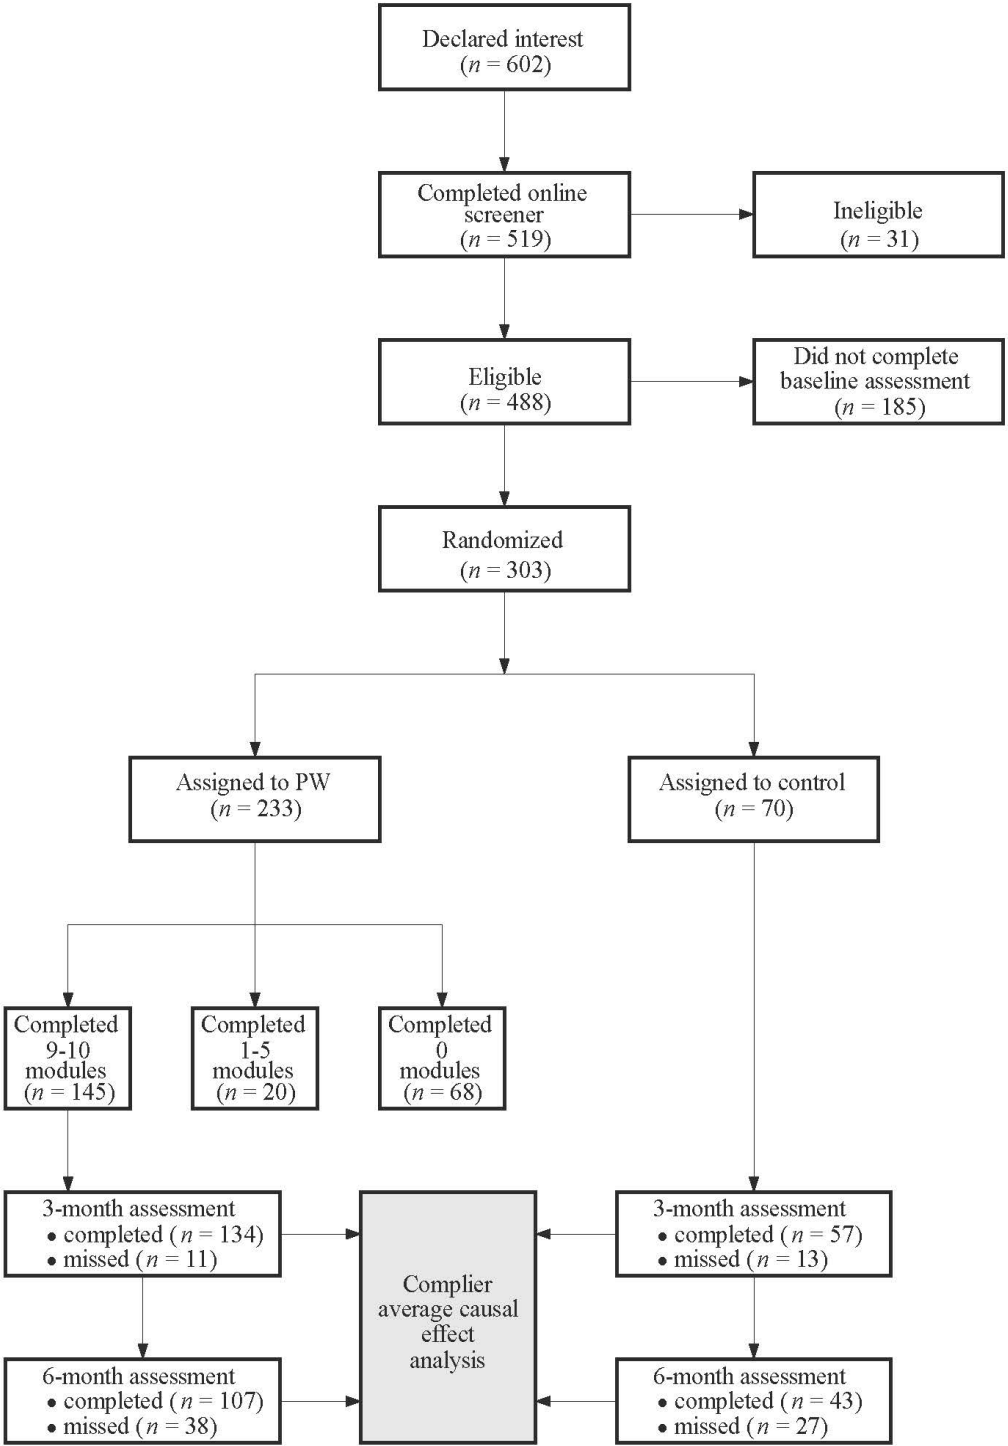 Declared interest
(n = 602)
Completed online
screener
(n = 519)
Ineligible
(n = 31)
Eligible
(n = 488)
Did not complete
baseline assessment
(n = 185)
Randomized
(n = 303)
Assigned to PW
(n = 233)
Assigned to control
(n = 70)
Completed
9-10
modules
(n = 145)
Completed
1-5
modules
(n = 20)
Completed
0
modules
(n = 68)
3-month assessment
• completed (n = 134)
• missed (n = 11)
Complier
average causal
effect
analysis
3-month assessment
• completed (n = 57)
• missed (n = 13)
6-month assessment
• completed (n = 107)
• missed (n = 38)
6-month assessment
• completed (n = 43)
• missed (n = 27)